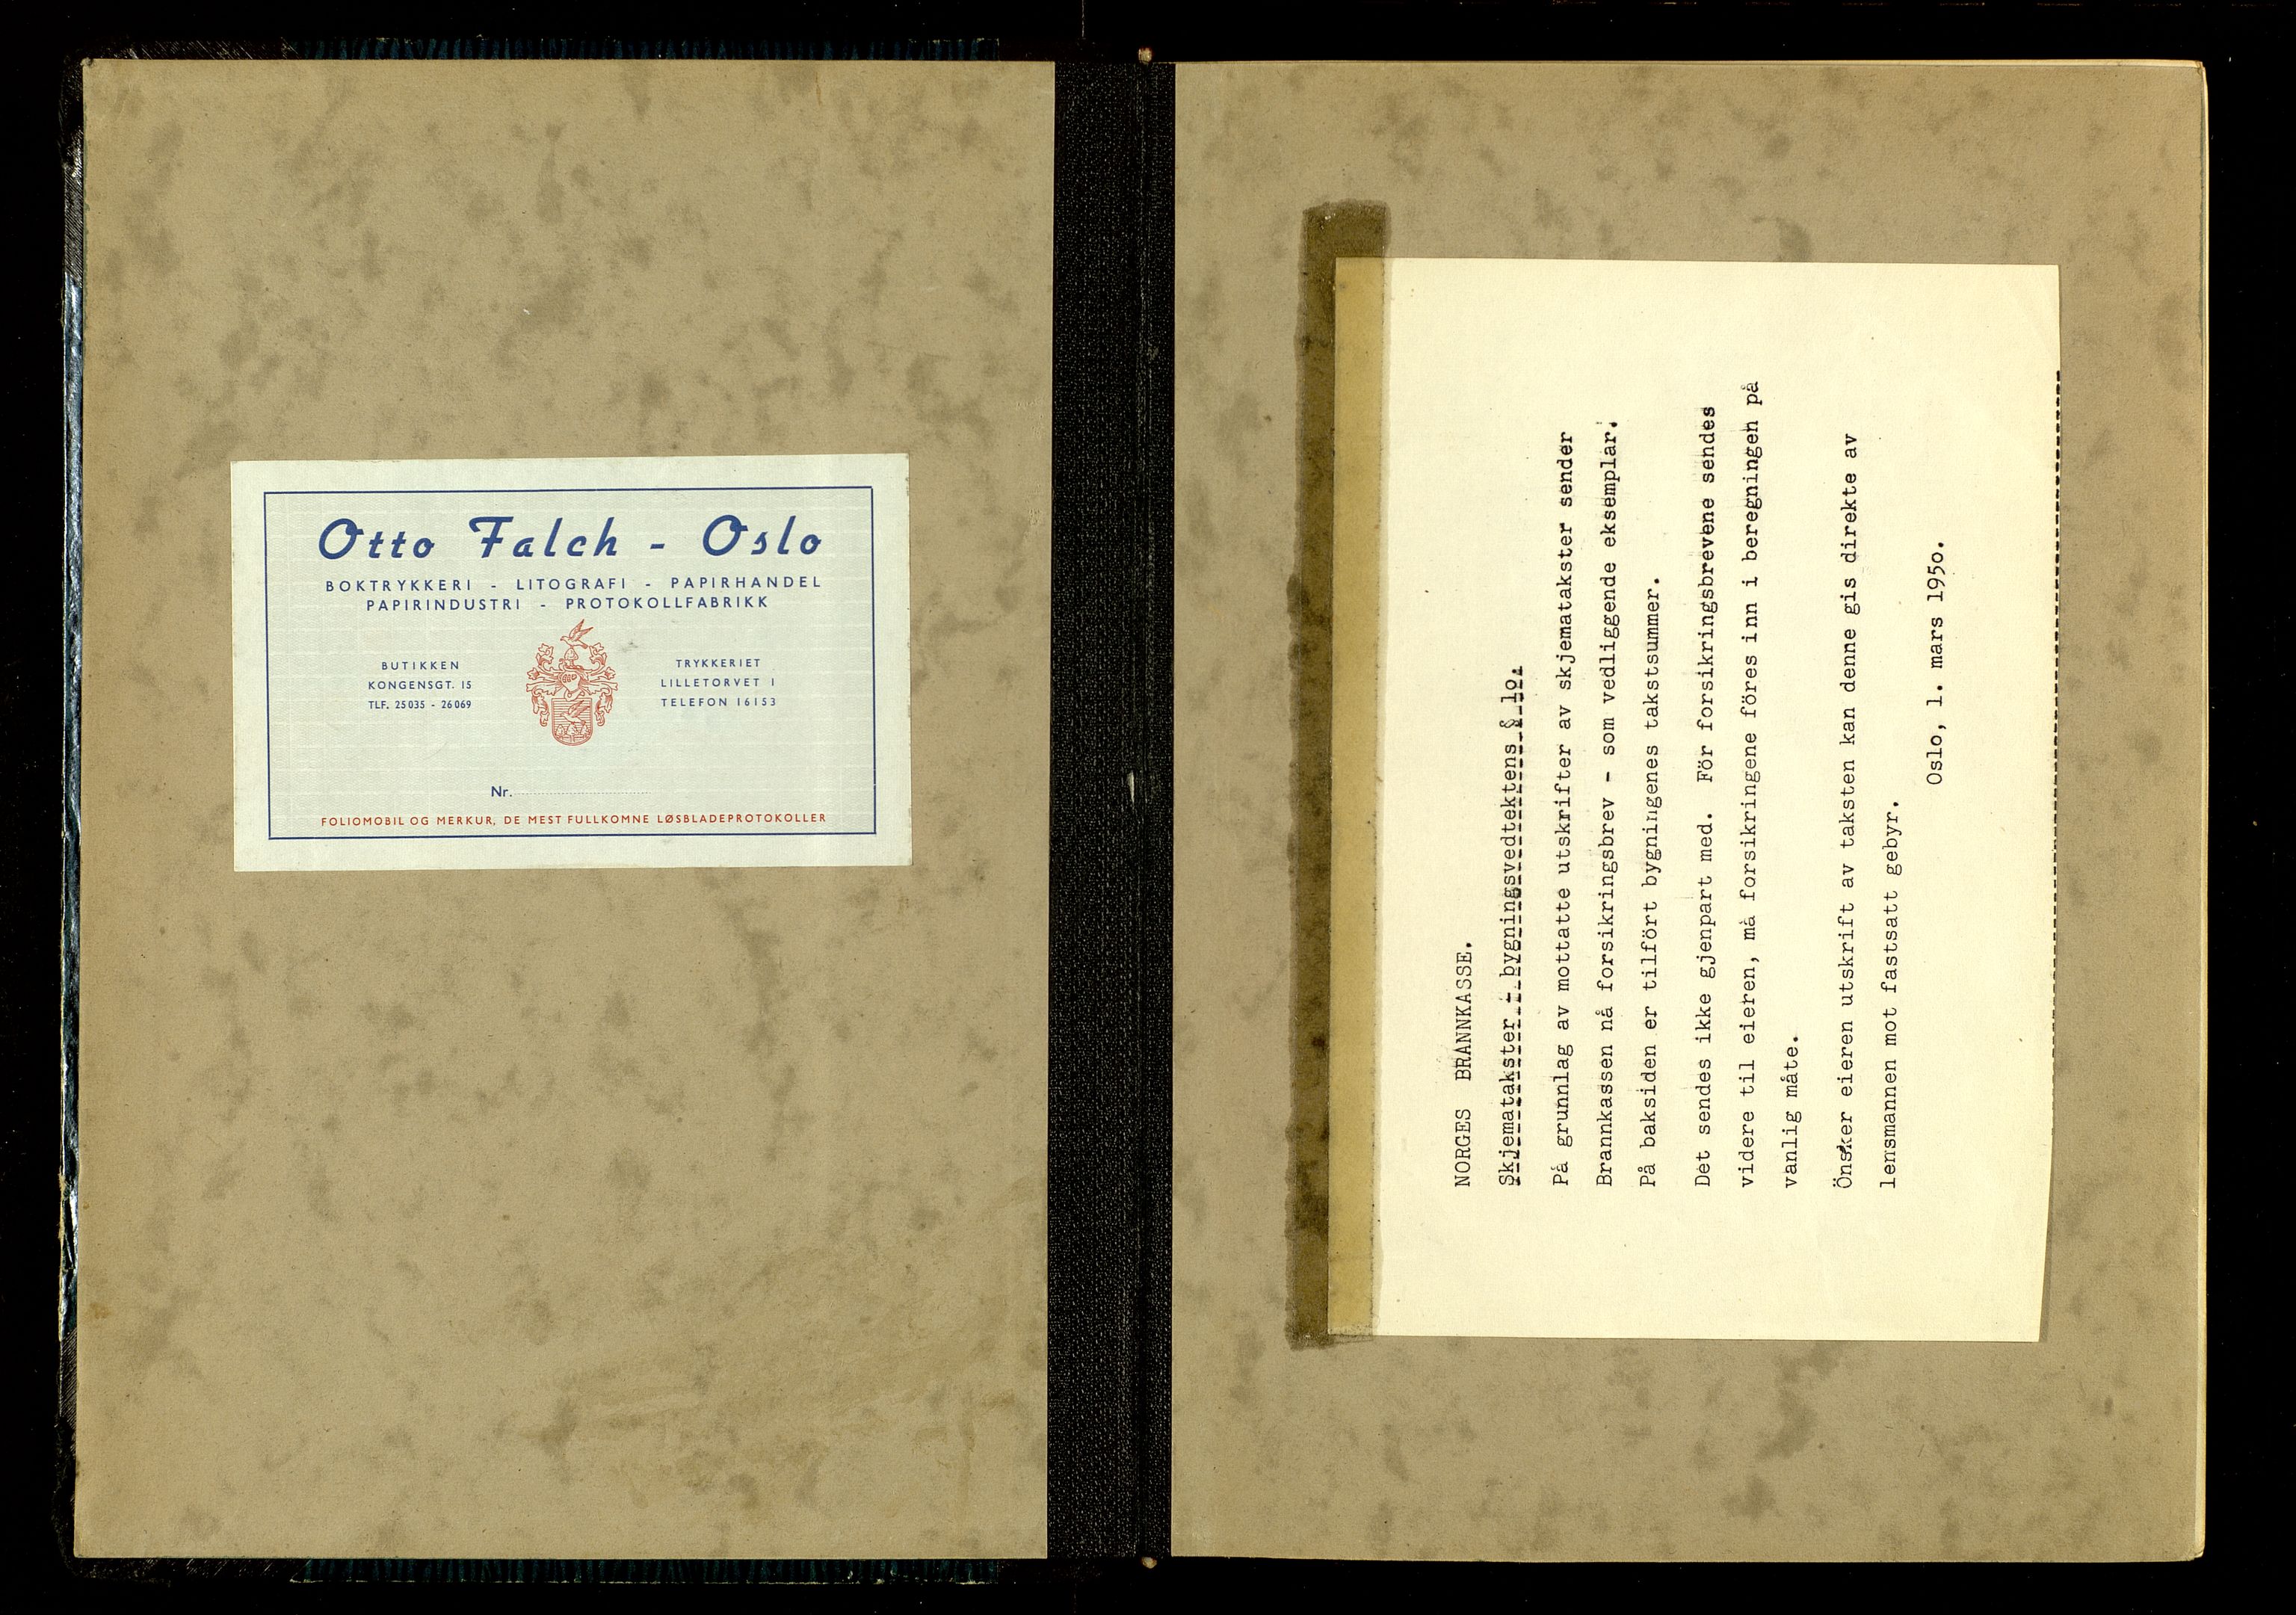 Otto Falch - Oslo
BOKTRYKKERI - LITOGRAFI - PAPIRHANDEL
PAPIRINDUSTRI - PROTOKOLLFABRIKK
BUTIKKEN
KONGENSGT. 15
TLF. 25035 - 26069
TRYKKERIET
LILLETORVET 1
TELEFON 16153
Nr.
FOLIOMOBIL OG MERKUR, DE MEST FULLKOMNE LØSBLADEPROTOKOLLER
NORGES BRANNKASSE.
Skjematakster i bygningsvedtektens § 10.
På grunnlag av mottatte utskrifter av skjematakster sender
Brannkassen nå forsikringsbrev - som vedliggende eksemplar.
På baksiden er tilfört bygningenes takstsummer.
Det sendes ikke gjenpart med. För forsikringsbrevene sendes
videre til eieren, må forsikringene föres inn i beregningen på
vanlig måte.
Önsker eieren utskrift av taksten kan denne gis direkte av
lensmannen mot fastsatt gebyr.
Oslo, 1. mars 1950.